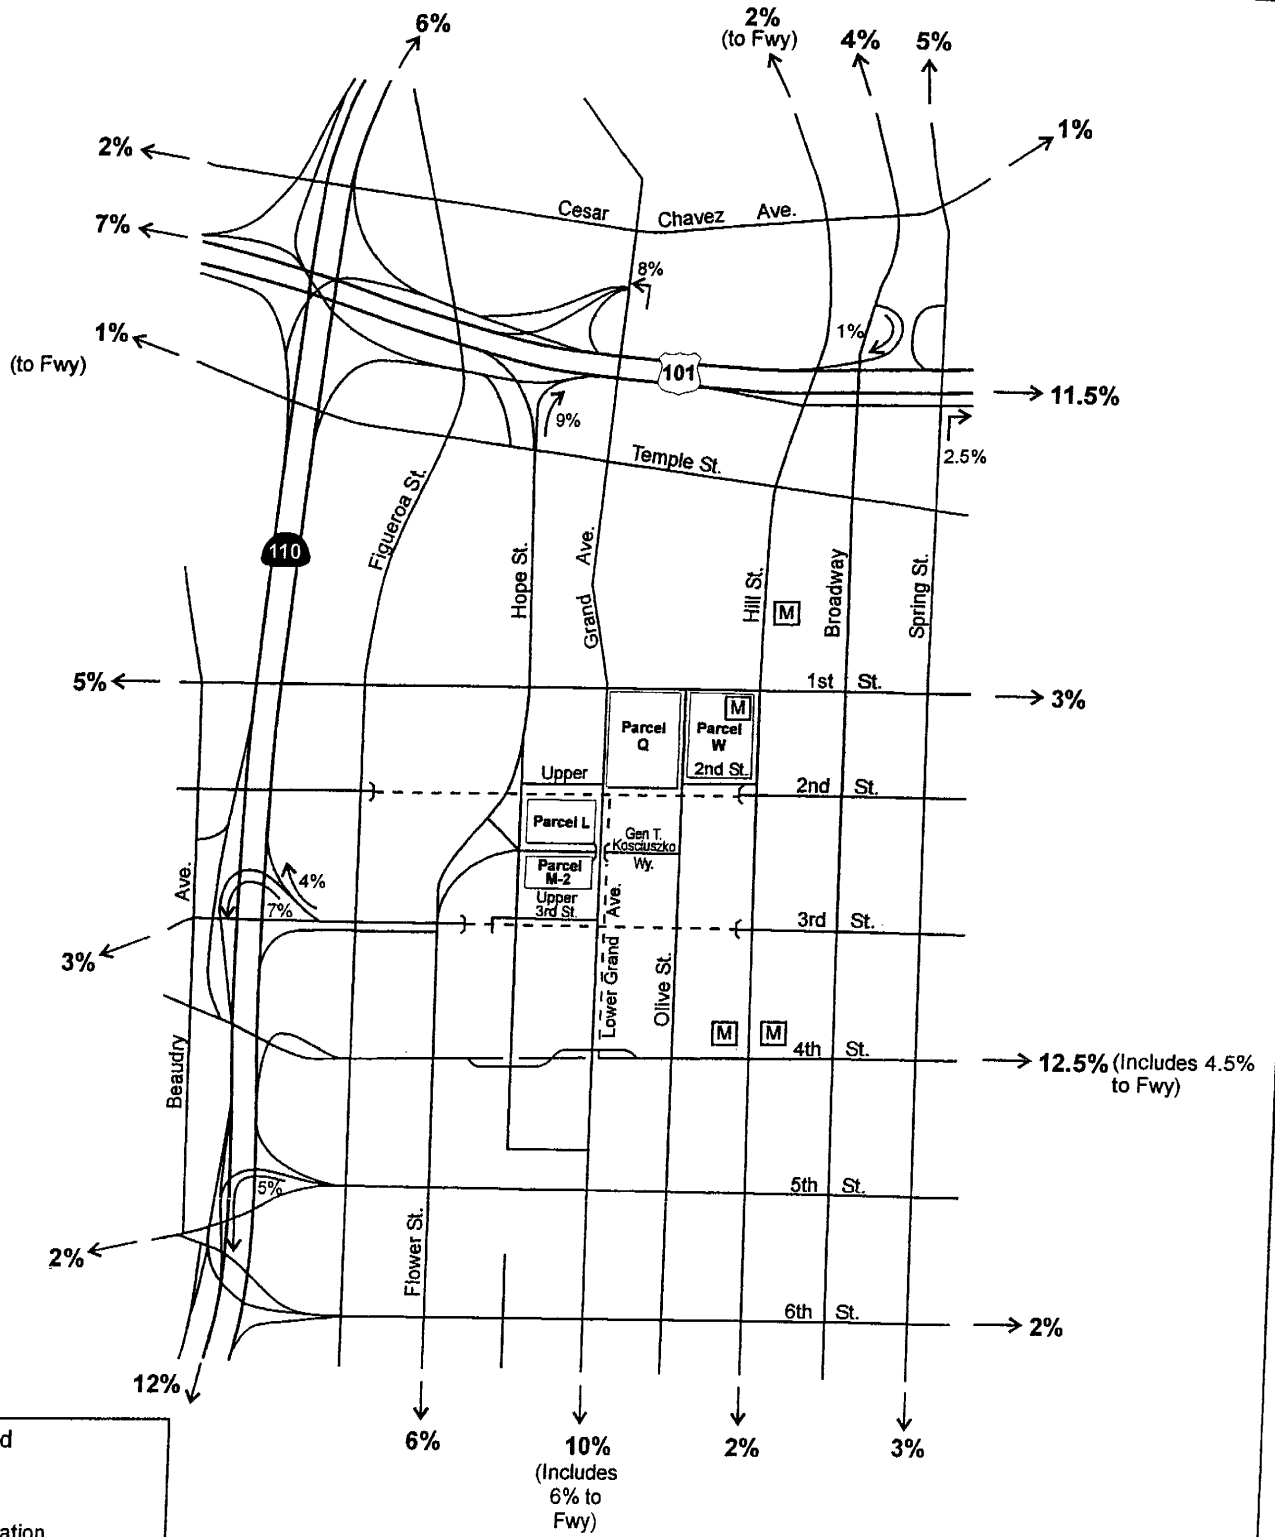 6%
2%
(to Fwy)
4%
5%
1%
2%
Cesar Chavez Ave.
7%
8%
1%
1%
(to Fwy)
101
11.5%
9%
2.5%
Temple St.
Figueroa St.
110
Hope St.
Grand Ave.
Hill St.
M
Broadway
Spring St.
5%
1st St.
3%
Parcel
Q
M
Parcel
W
2nd St.
Upper
2nd St.
Parcel L
Gen T.
Kosciuszko
Wy.
Parcel
M-2
Upper
3rd St.
Ave.
4%
7%
3rd St.
3%
Lower Grand
Olive St.
Beaudry
Ave.
M
M
4th St.
12.5% (Includes 4.5%
to Fwy)
5%
5th St.
2%
Flower St.
6th St.
2%
12%
6%
10%
(Includes
6% to
Fwy)
2%
3%
d
ation